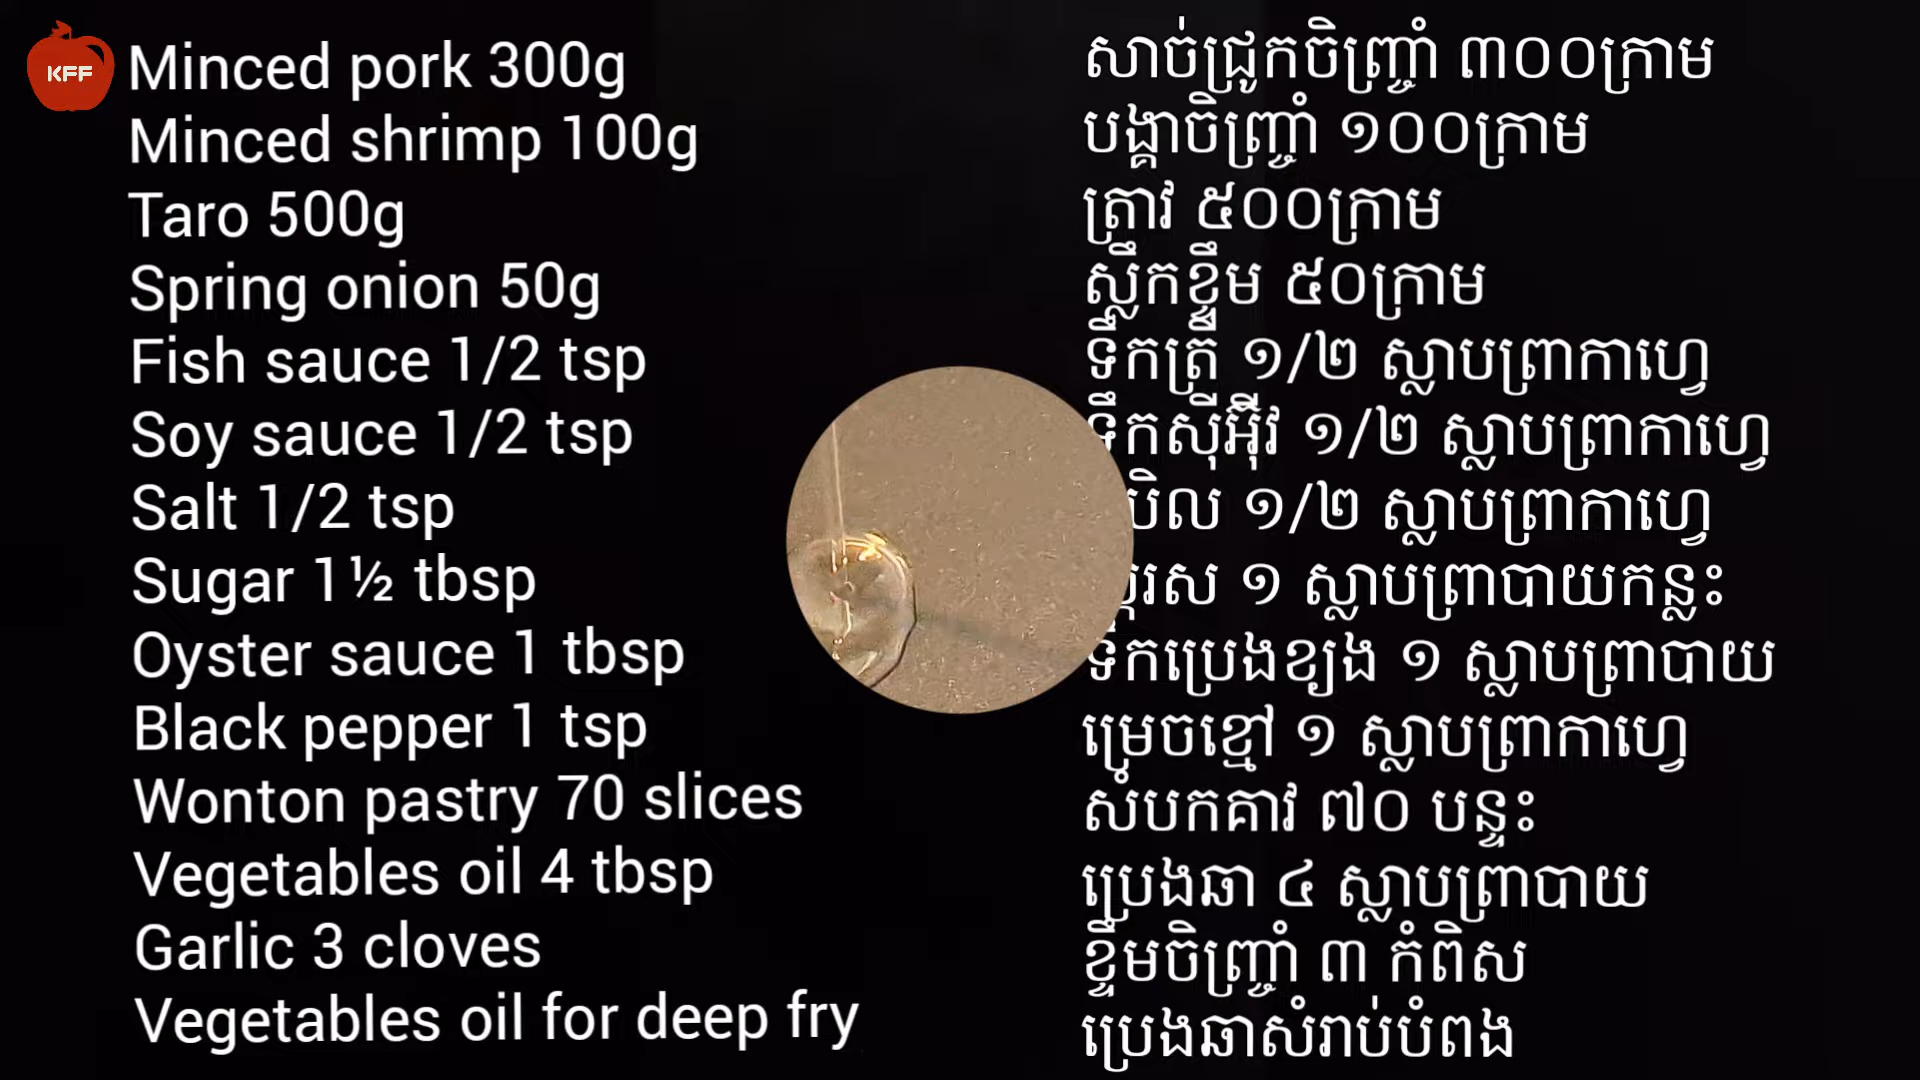 KFF
Minced pork 300g
Minced shrimp 100g
Taro 500g
Spring onion 50g
Fish sauce 1/2 tsp
Soy sauce 1/2 tsp
Salt 1/2 tsp
Sugar 1½ tbsp
Oyster sauce 1 tbsp
Black pepper 1 tsp
Wonton pastry 70 slices
Vegetables oil 4 tbsp
Garlic 3 cloves
Vegetables oil for deep fry
សាច់ជ្រូកចិញ្ច្រាំ ៣០០ក្រាម
បង្គាចិញ្ច្រាំ ១០០ក្រាម
ត្រាវ ៥០០ក្រាម
ស្លឹកខ្ទឹម ៥០ក្រាម
ទឹកត្រី ១/២ ស្លាបព្រាកាហ្វេ
ទឹកស៊ីអ៊ីវ ១/២ ស្លាបព្រាកាហ្វេ
១/២ ស្លាបព្រាកាហ្វេ
១ ស្លាបព្រាបាយកន្លះ
ទឹកប្រេងខ្យង ១ ស្លាបព្រាបាយ
ម្រេចខ្មៅ ១ ស្លាបព្រាកាហ្វេ
សំបកគាវ ៧០ បន្ទះ
ប្រេងឆា ៤ ស្លាបព្រាបាយ
ខ្ទឹមចិញ្ច្រាំ ៣ កំពិស
ប្រេងឆាសំរាប់បំពង